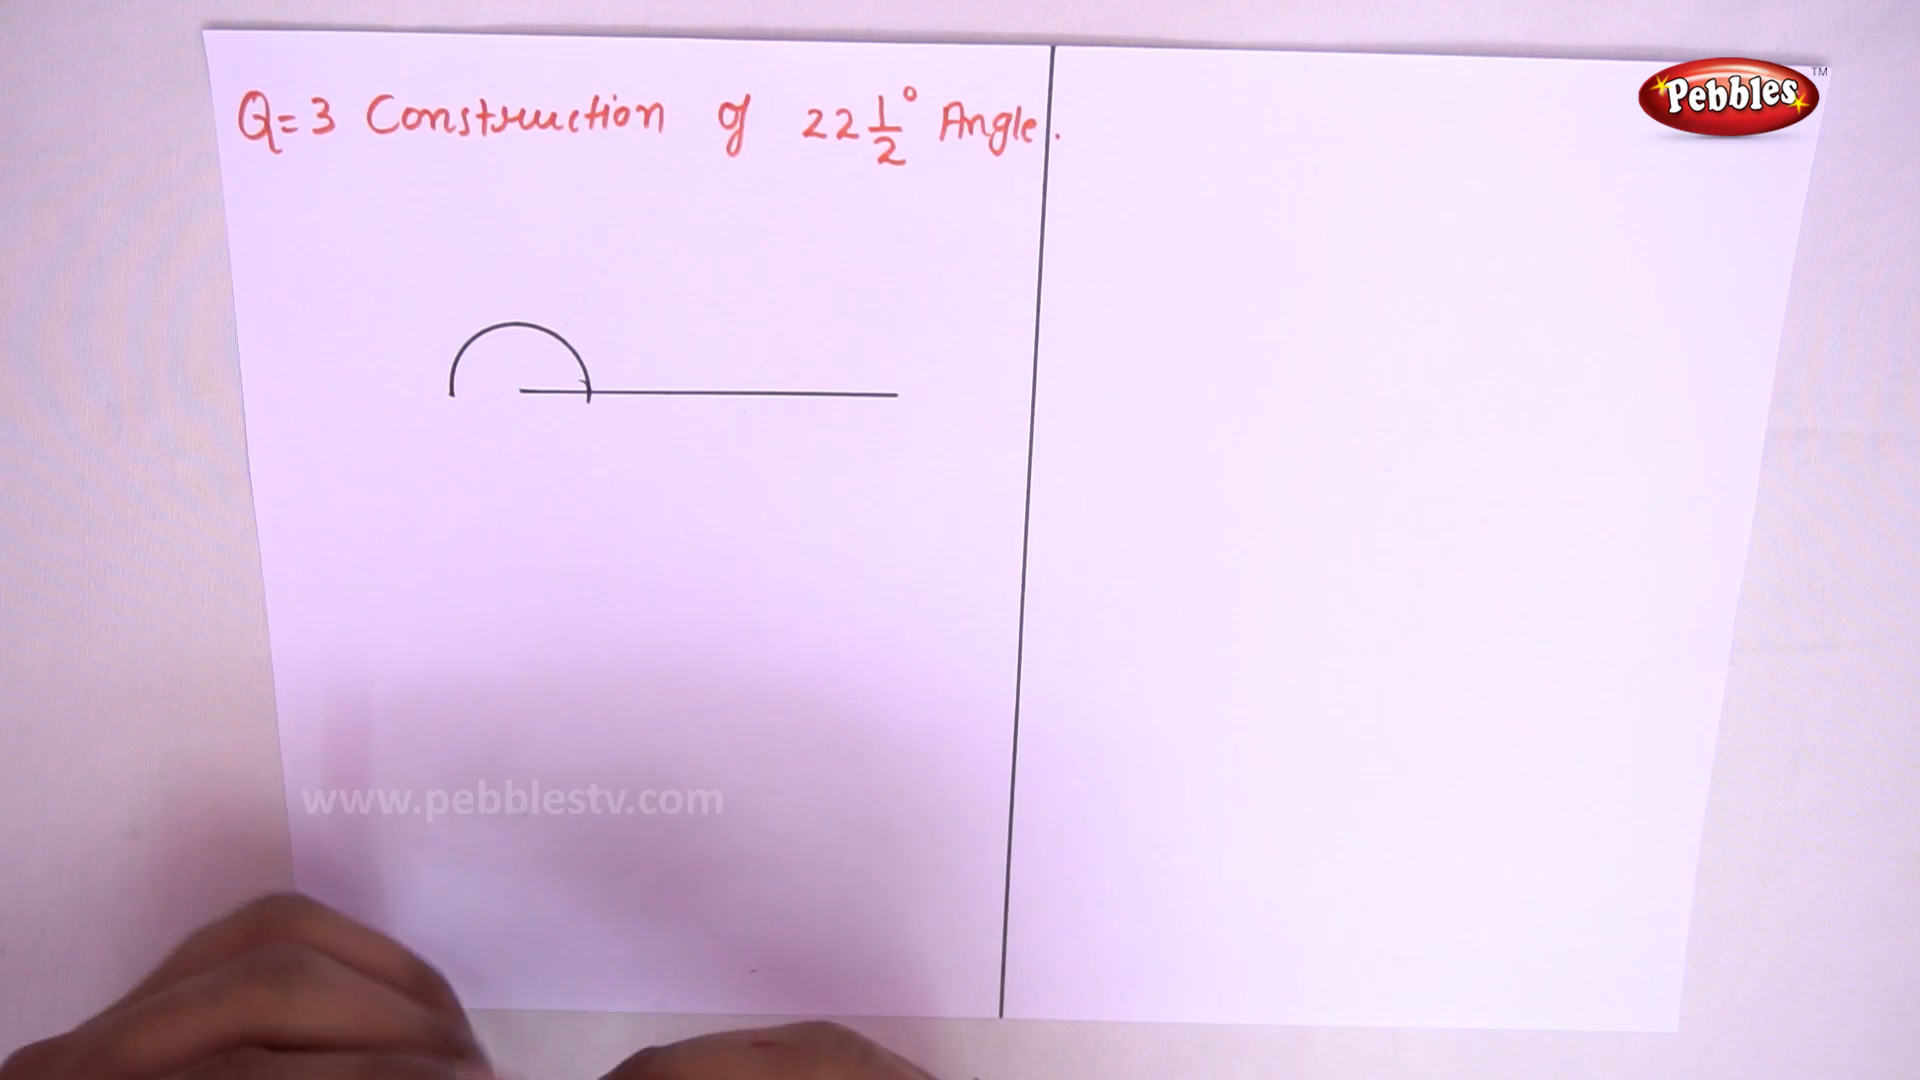 Q=3 Construction of 22 1/2° Angle.
Pebbles TM
www.pebblestv.com